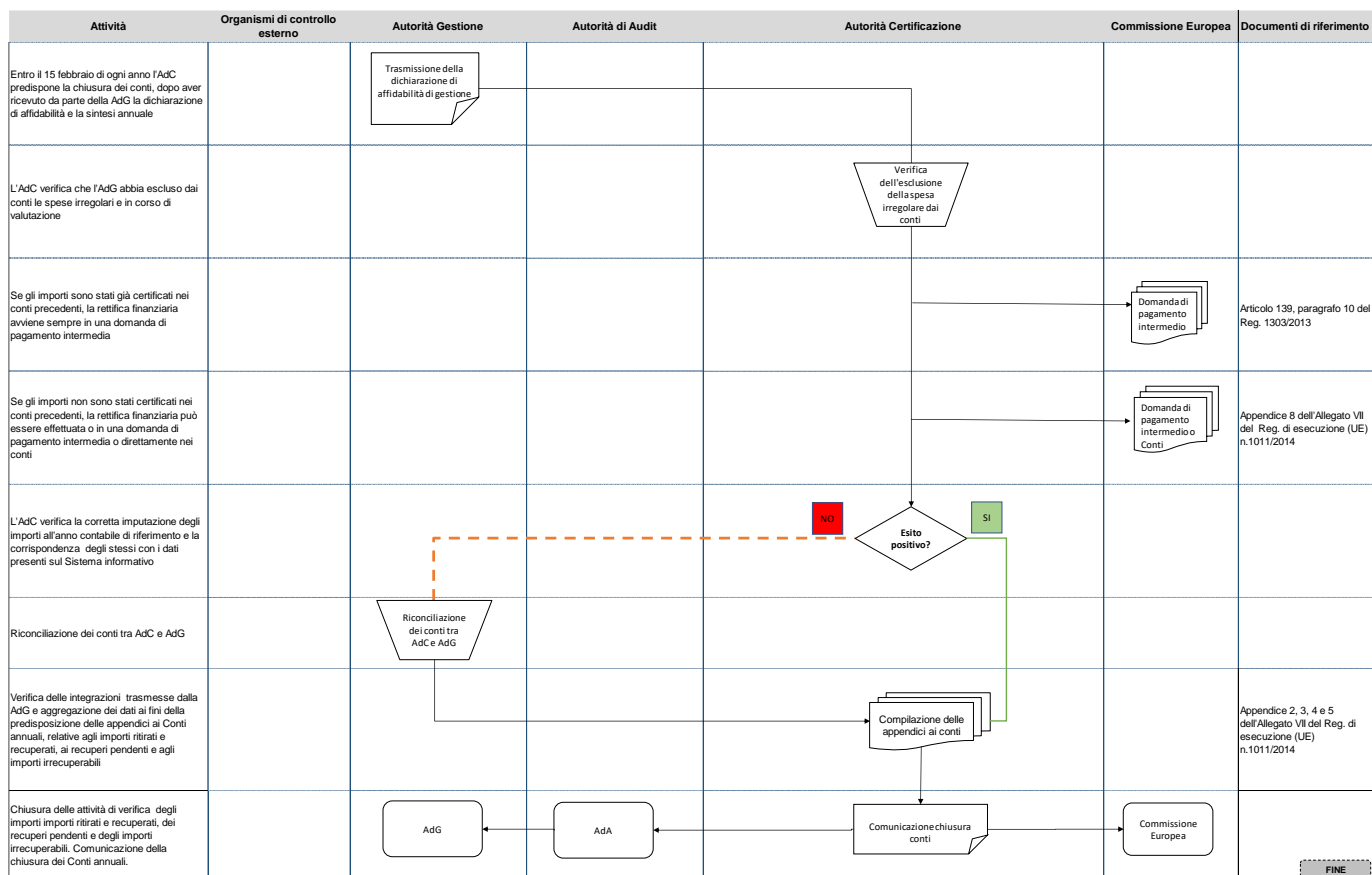 Attività
Organismi di controllo
esterno
Autorità Gestione
Autorità di Audit
Autorità Certificazione
Commissione Europea
Documenti di riferimento
Entro il 15 febbraio di ogni anno l'AdC
predispone la chiusura dei conti, dopo aver
ricevuto da parte della AdG la dichiarazione
di affidabilità e la sintesi annuale
Trasmissione della
dichiarazione di
affidabilità di gestione
L'AdC verifica che l'AdG abbia escluso dai
conti le spese irregolari e in corso di
valutazione
Verifica
dell'esclusione
della spesa
irregolare dai
conti
Se gli importi sono stati già certificati nei
conti precedenti, la rettifica finanziaria
avviene sempre in una domanda di
pagamento intermedia
Domanda di
pagamento
intermedio
Articolo 139, paragrafo 10 del
Reg. 1303/2013
Se gli importi non sono stati certificati nei
conti precedenti, la rettifica finanziaria può
essere effettuata o in una domanda di
pagamento intermedia o direttamente nei
conti
Domanda di
pagamento
intermedio o
Conti
Appendice 8 dell'Allegato VII
del Reg. di esecuzione (UE)
n.1011/2014
L'AdC verifica la corretta imputazione degli
importi all'anno contabile di riferimento e la
corrispondenza degli stessi con i dati
presenti sul Sistema informativo
NO
Esito
positivo?
SI
Riconciliazione dei conti tra AdC e AdG
Riconciliazione
dei conti tra
AdC e AdG
Verifica delle integrazioni trasmesse dalla
AdG e aggregazione dei dati ai fini della
predisposizione delle appendici ai Conti
annuali, relative agli importi ritirati e
recuperati, ai recuperi pendenti e agli
importi irrecuperabili
Compilazione delle
appendici ai conti
Appendice 2, 3, 4 e 5
dell'Allegato VII del Reg. di
esecuzione (UE)
n.1011/2014
Chiusura delle attività di verifica degli
importi importi ritirati e recuperati, dei
recuperi pendenti e degli importi
irrecuperabili. Comunicazione della
chiusura dei Conti annuali.
AdG
AdA
Comunicazione chiusura
conti
Commissione
Europea
FINE